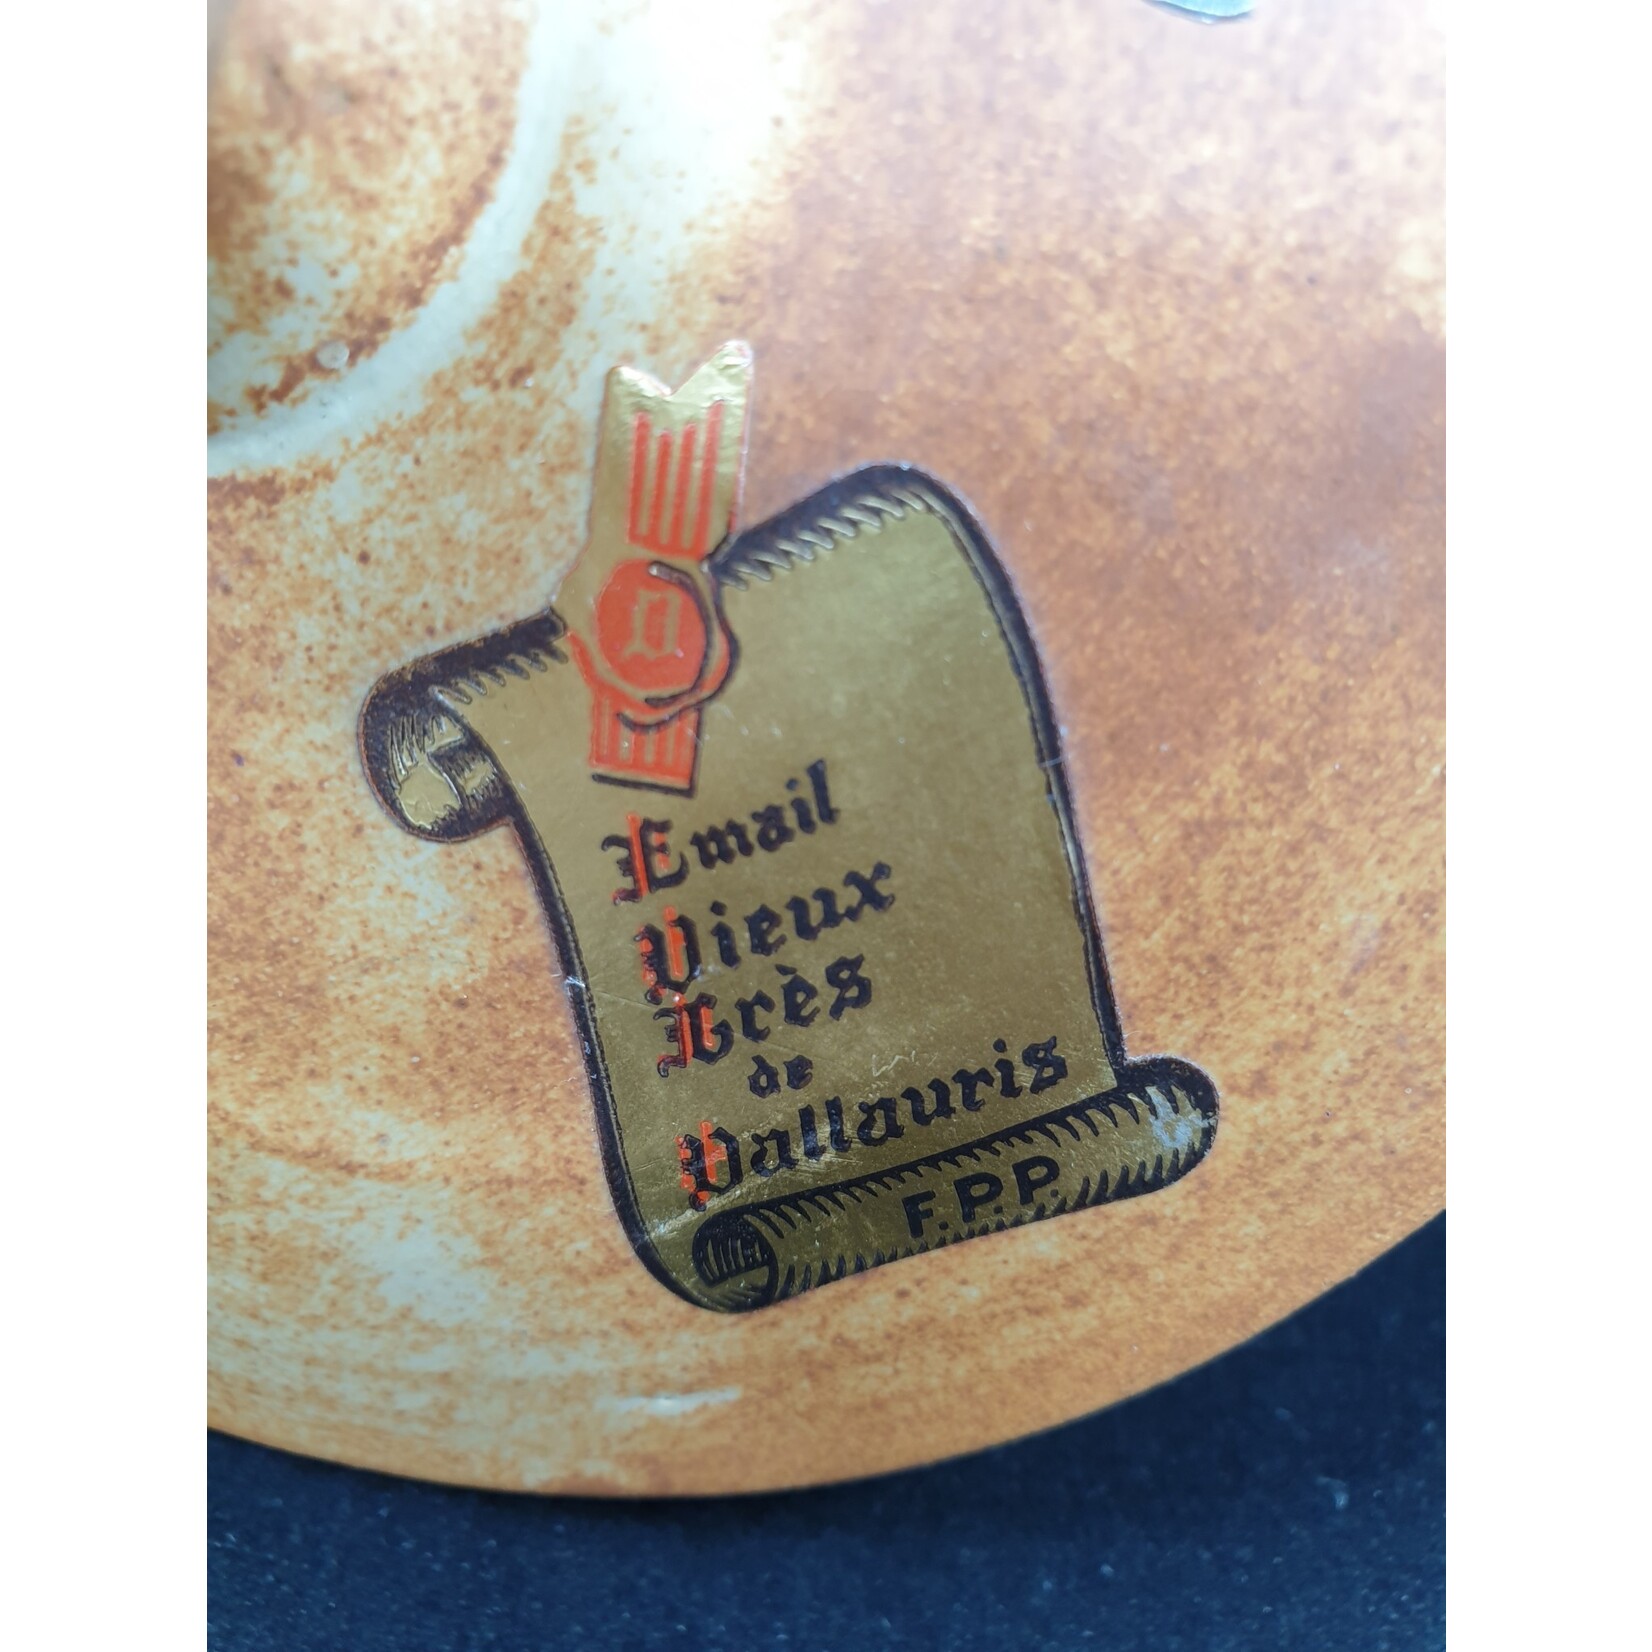 V
Email
Vieux
Grès
de
Vallauris
F.P.P.